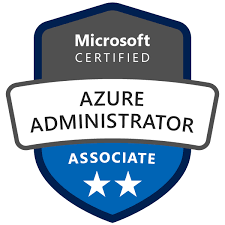 Microsoft
CERTIFIED
AZURE
ADMINISTRATOR
ASSOCIATE